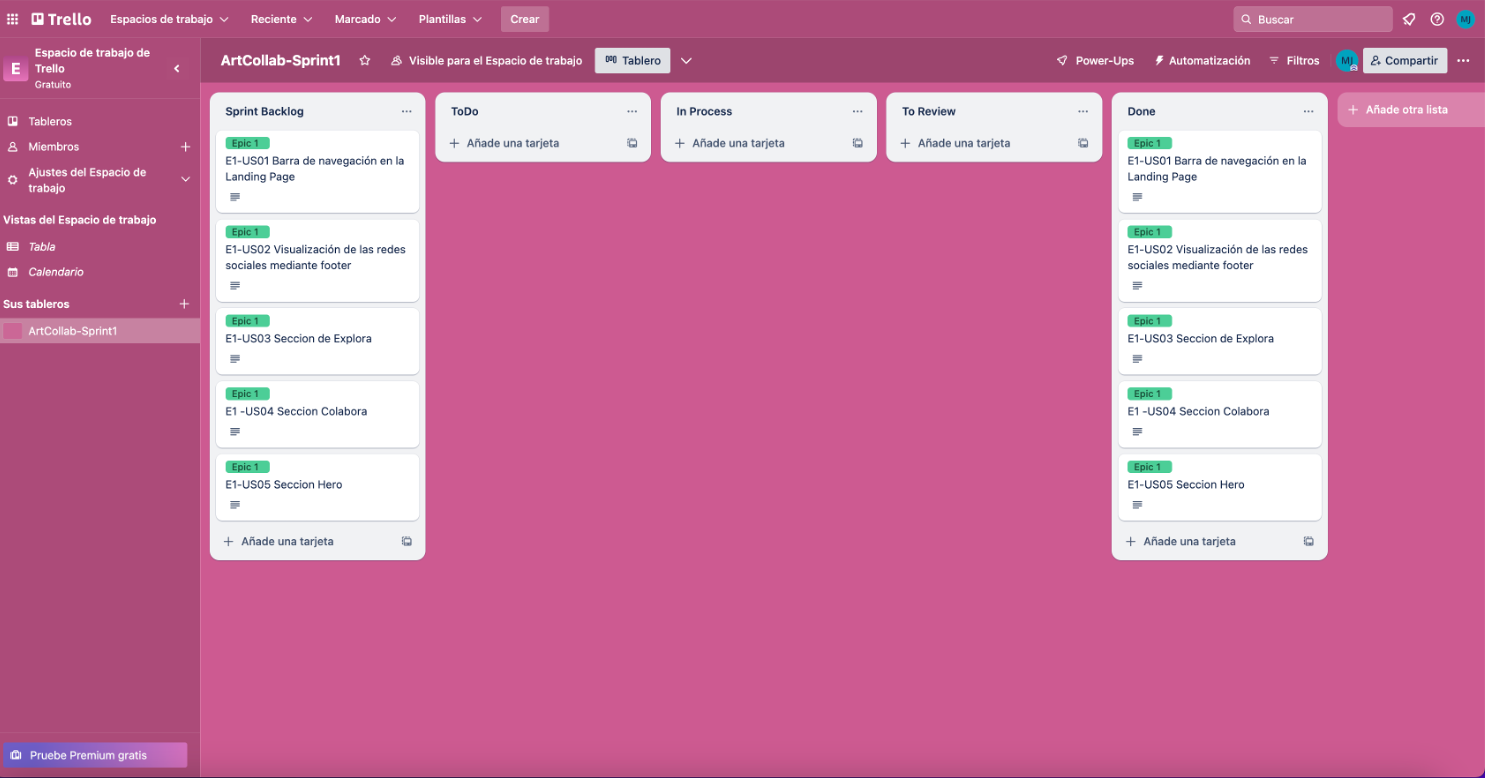 Trello
Espacios de trabajo
Reciente
Marcado
Plantillas
Crear
Buscar
MJ
E
Espacio de trabajo de
Trello
Gratuito
Tableros
Miembros
Ajustes del Espacio de
trabajo
Vistas del Espacio de trabajo
Tabla
Calendario
Sus tableros
ArtCollab-Sprint1
Pruebe Premium gratis
ArtCollab-Sprint1
Visible para el Espacio de trabajo
Tablero
Power-Ups
Automatización
Filtros
MJ
Compartir
Sprint Backlog
Epic 1
E1-US01 Barra de navegación en la
Landing Page
Epic 1
E1-US02 Visualización de las redes
sociales mediante footer
Epic 1
E1-US03 Seccion de Explora
Epic 1
E1 -US04 Seccion Colabora
Epic 1
E1-US05 Seccion Hero
Añade una tarjeta
ToDo
Añade una tarjeta
In Process
Añade una tarjeta
To Review
Añade una tarjeta
Done
Epic 1
E1-US01 Barra de navegación en la
Landing Page
Epic 1
E1-US02 Visualización de las redes
sociales mediante footer
Epic 1
E1-US03 Seccion de Explora
Epic 1
E1 -US04 Seccion Colabora
Epic 1
E1-US05 Seccion Hero
Añade una tarjeta
Añade otra lista